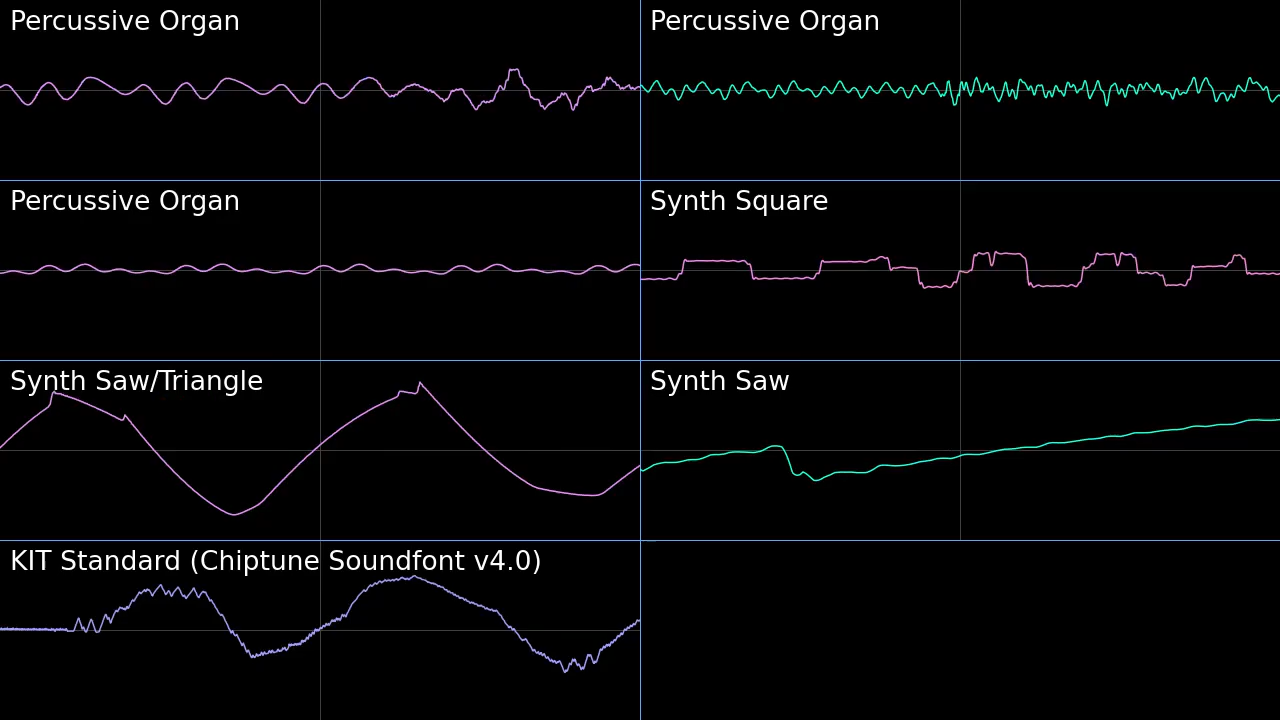 Percussive Organ
Percussive Organ
Percussive Organ
Synth Square
Synth Saw/Triangle
Synth Saw
KIT Standard (Chiptune Soundfont v4.0)